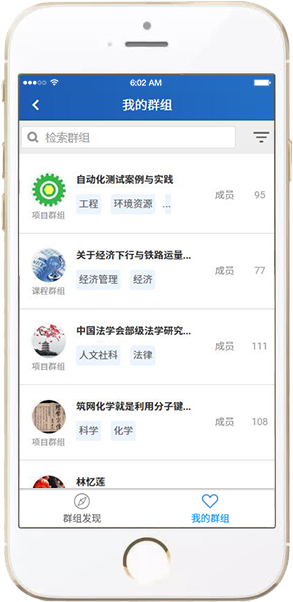 6:02 AM
我的群组
检索群组
自动化测试案例与实践
工程 环境资源 ...
成员 95
项目群组
关于经济下行与铁路运量...
经济管理 经济
成员 77
课程群组
中国法学会部级法学研究...
人文社科 法律
成员 111
项目群组
筑网化学就是利用分子键...
科学 化学
成员 108
项目群组
林忆莲
群组发现 我的群组